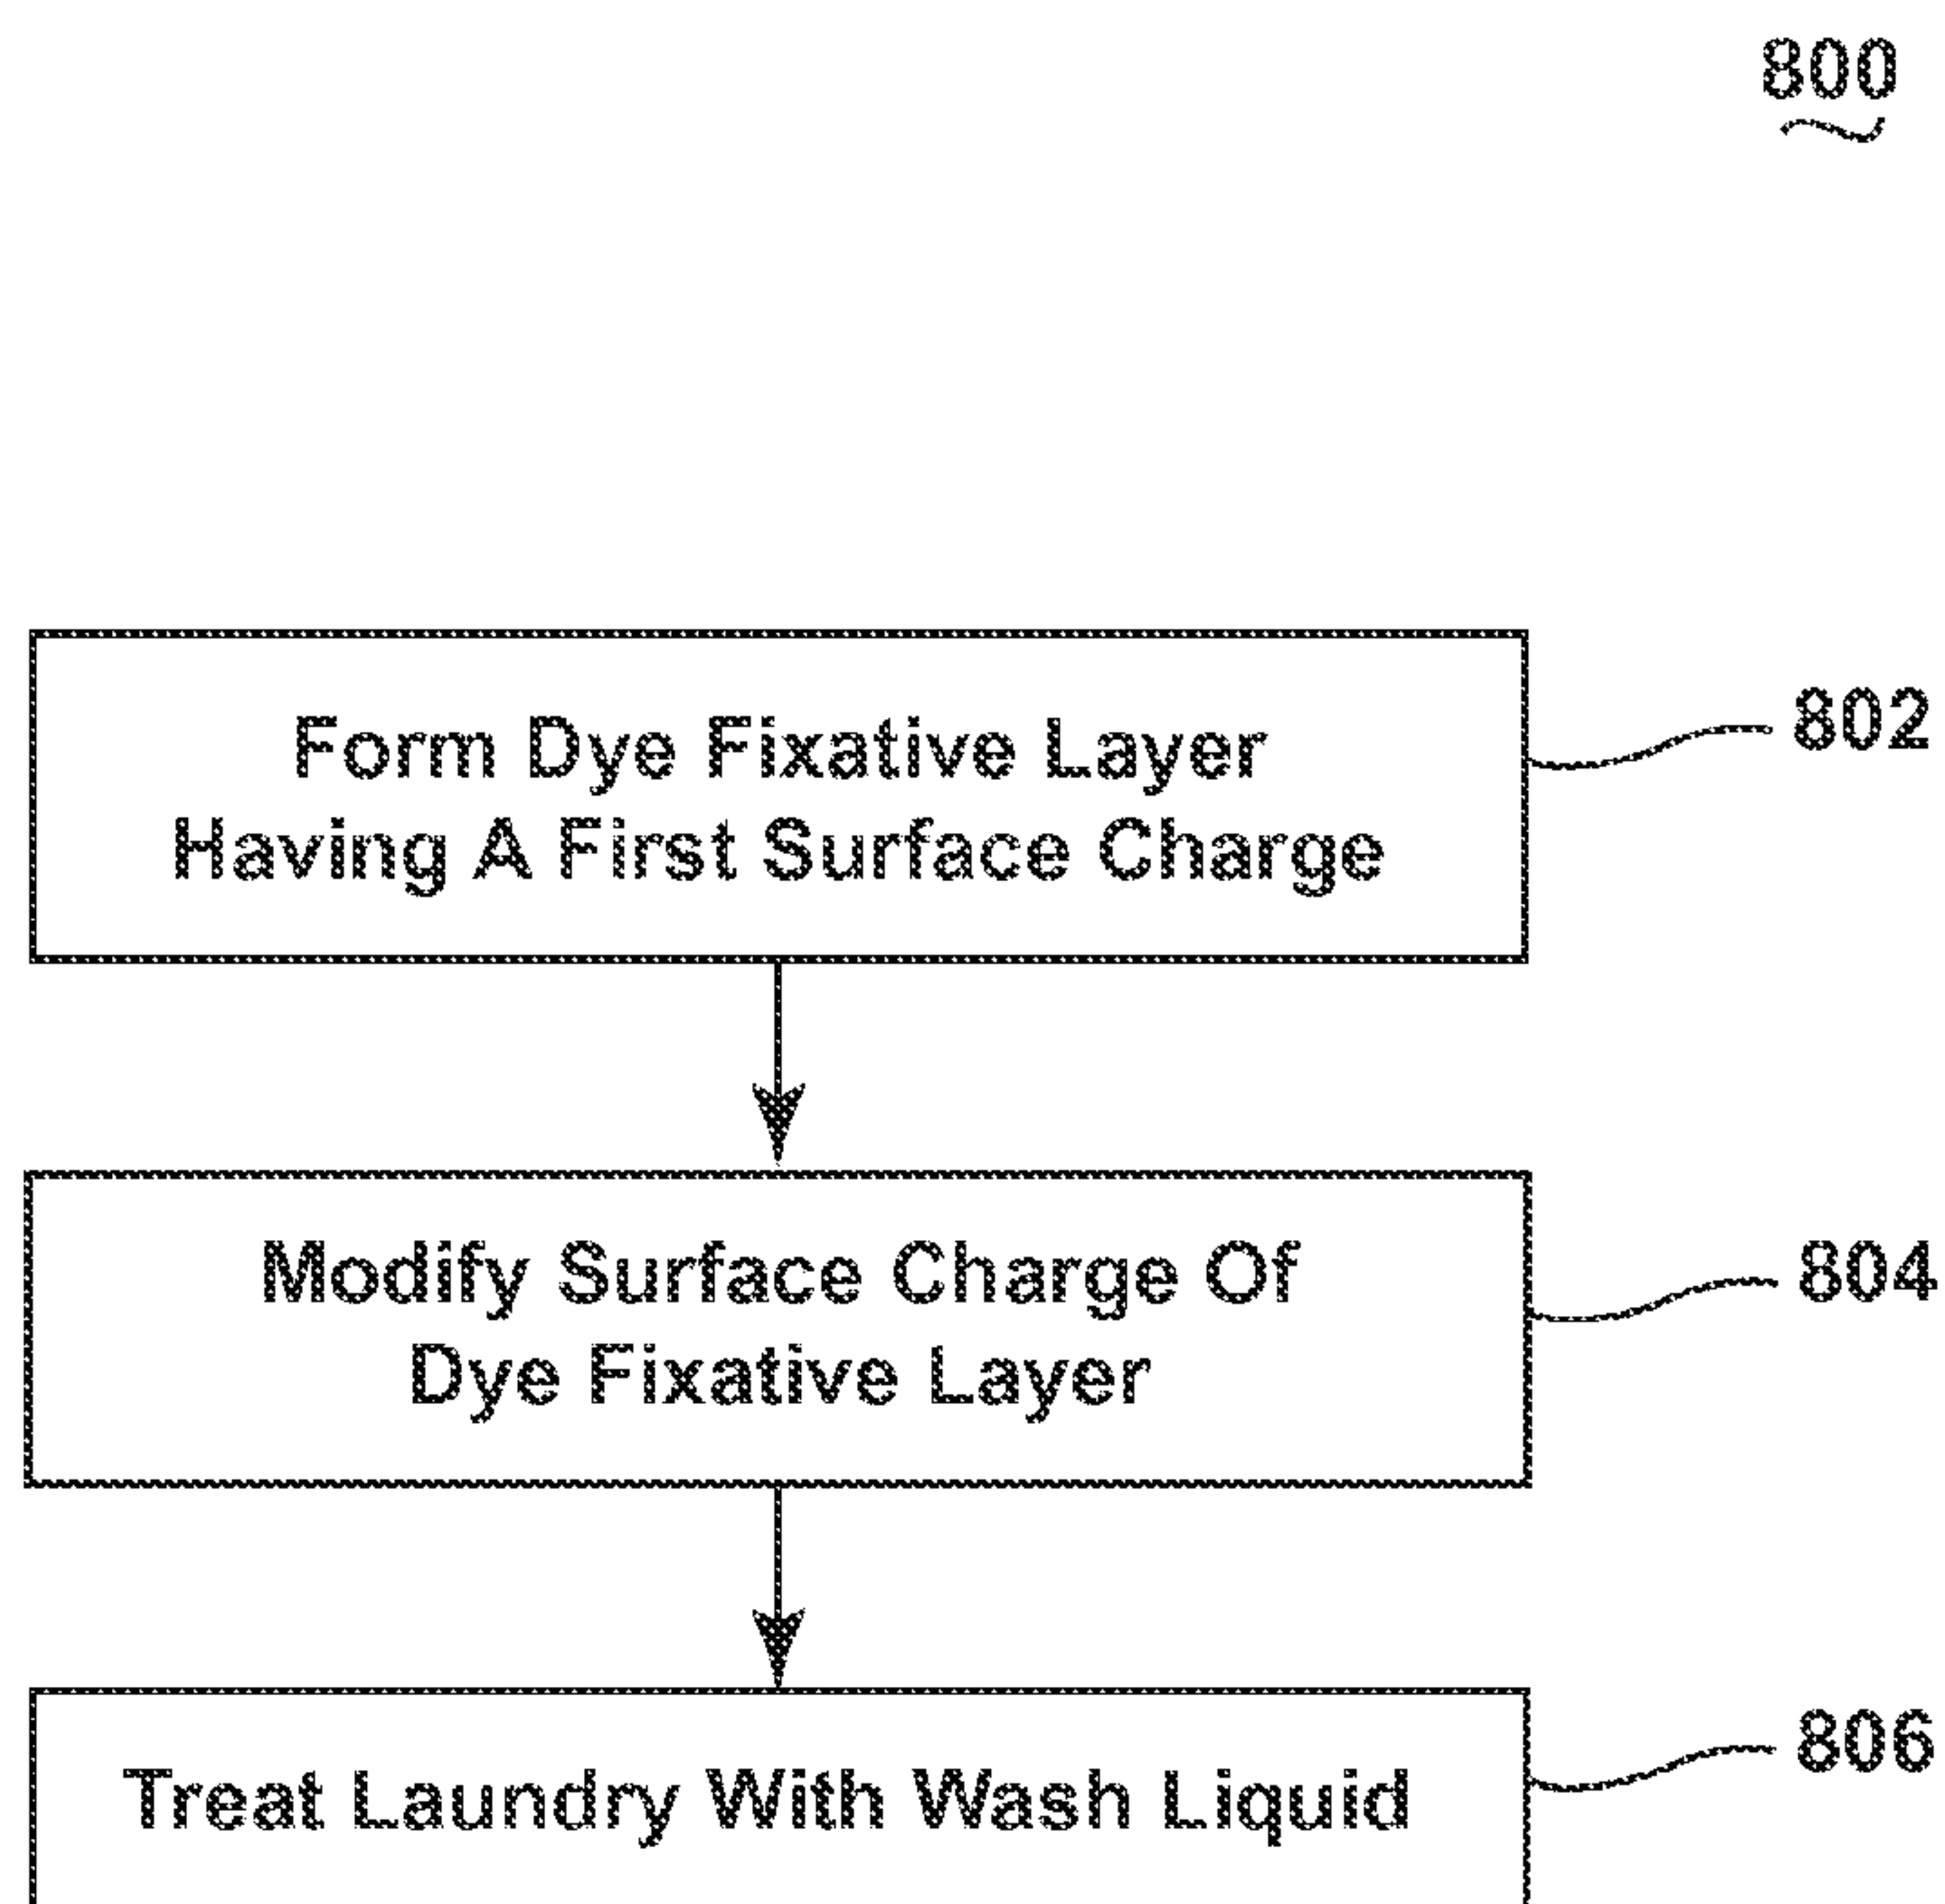 800
Form Dye Fixative Layer
Having A First Surface Charge
802
Modify Surface Charge Of
Dye Fixative Layer
804
Treat Laundry With Wash Liquid
806